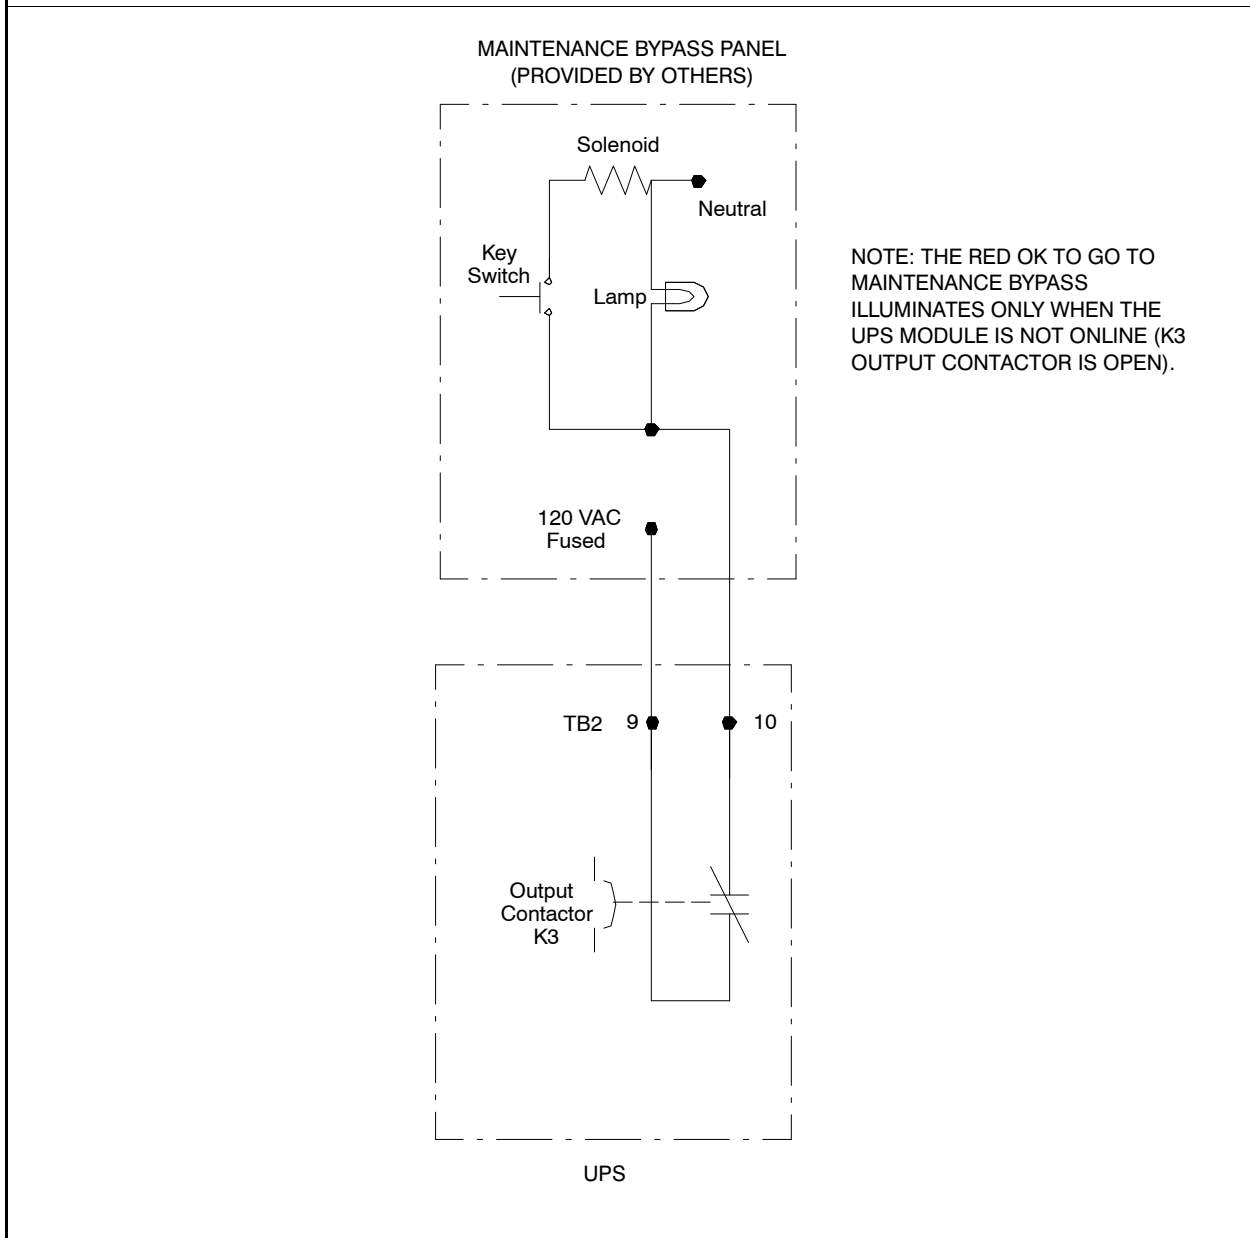 MAINTENANCE BYPASS PANEL
(PROVIDED BY OTHERS)
Solenoid
Neutral
Key
Switch
Lamp
NOTE: THE RED OK TO GO TO
MAINTENANCE BYPASS
ILLUMINATES ONLY WHEN THE
UPS MODULE IS NOT ONLINE (K3
OUTPUT CONTACTOR IS OPEN).
120 VAC
Fused
TB2 9 10
Output
Contactor
K3
UPS